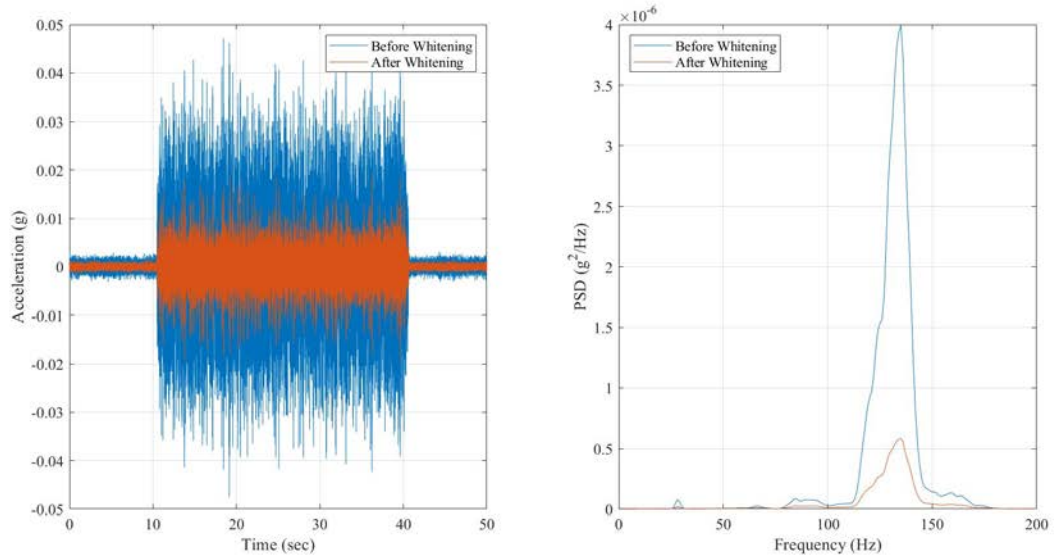 0.05
0.04
0.03
0.02
0.01
0
-0.01
-0.02
-0.03
-0.04
-0.05
Acceleration (g)
Before Whitening
After Whitening
0 10 20 30 40 50
Time (sec)
×10⁻⁶
4
3.5
3
2.5
2
1.5
1
0.5
0
PSD (g²/Hz)
Before Whitening
After Whitening
0 50 100 150 200
Frequency (Hz)